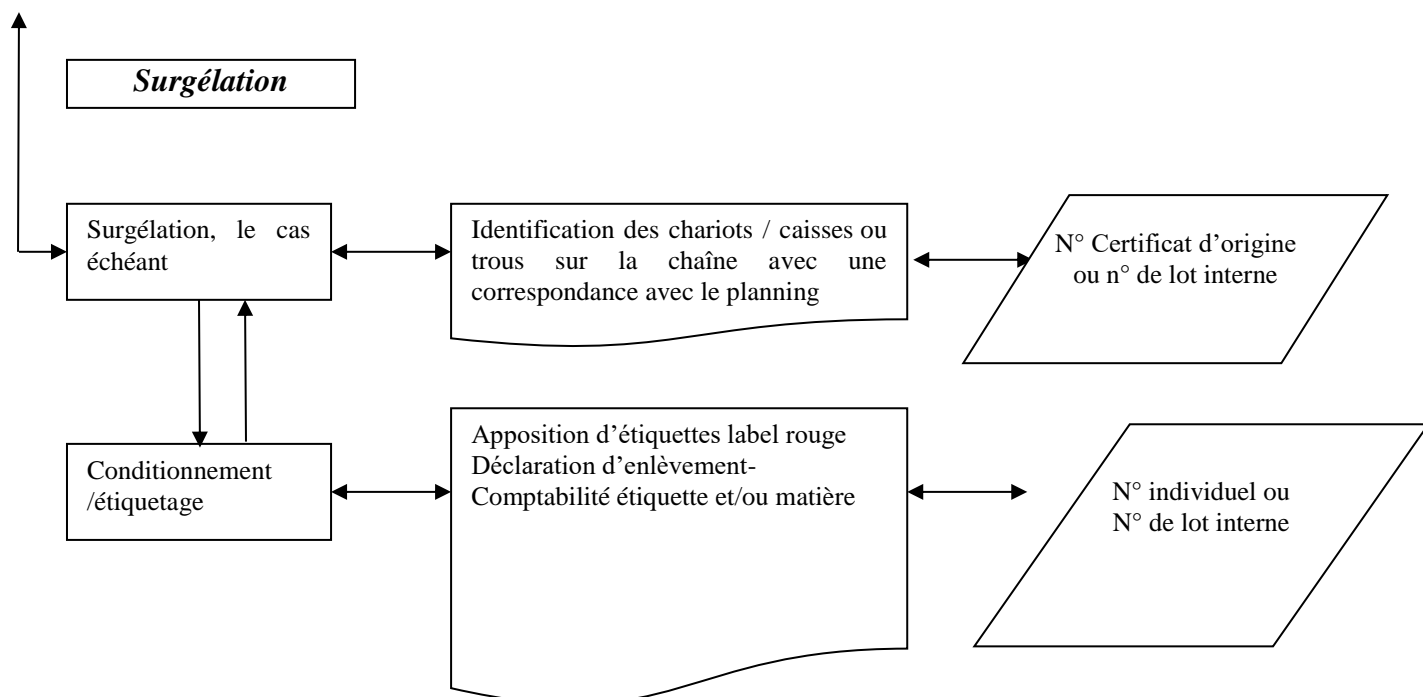 Surgélation
Surgélation, le cas
échéant
Identification des chariots / caisses ou
trous sur la chaîne avec une
correspondance avec le planning
N° Certificat d’origine
ou n° de lot interne
Conditionnement
/étiquetage
Apposition d’étiquettes label rouge
Déclaration d’enlèvement-
Comptabilité étiquette et/ou matière
N° individuel ou
N° de lot interne